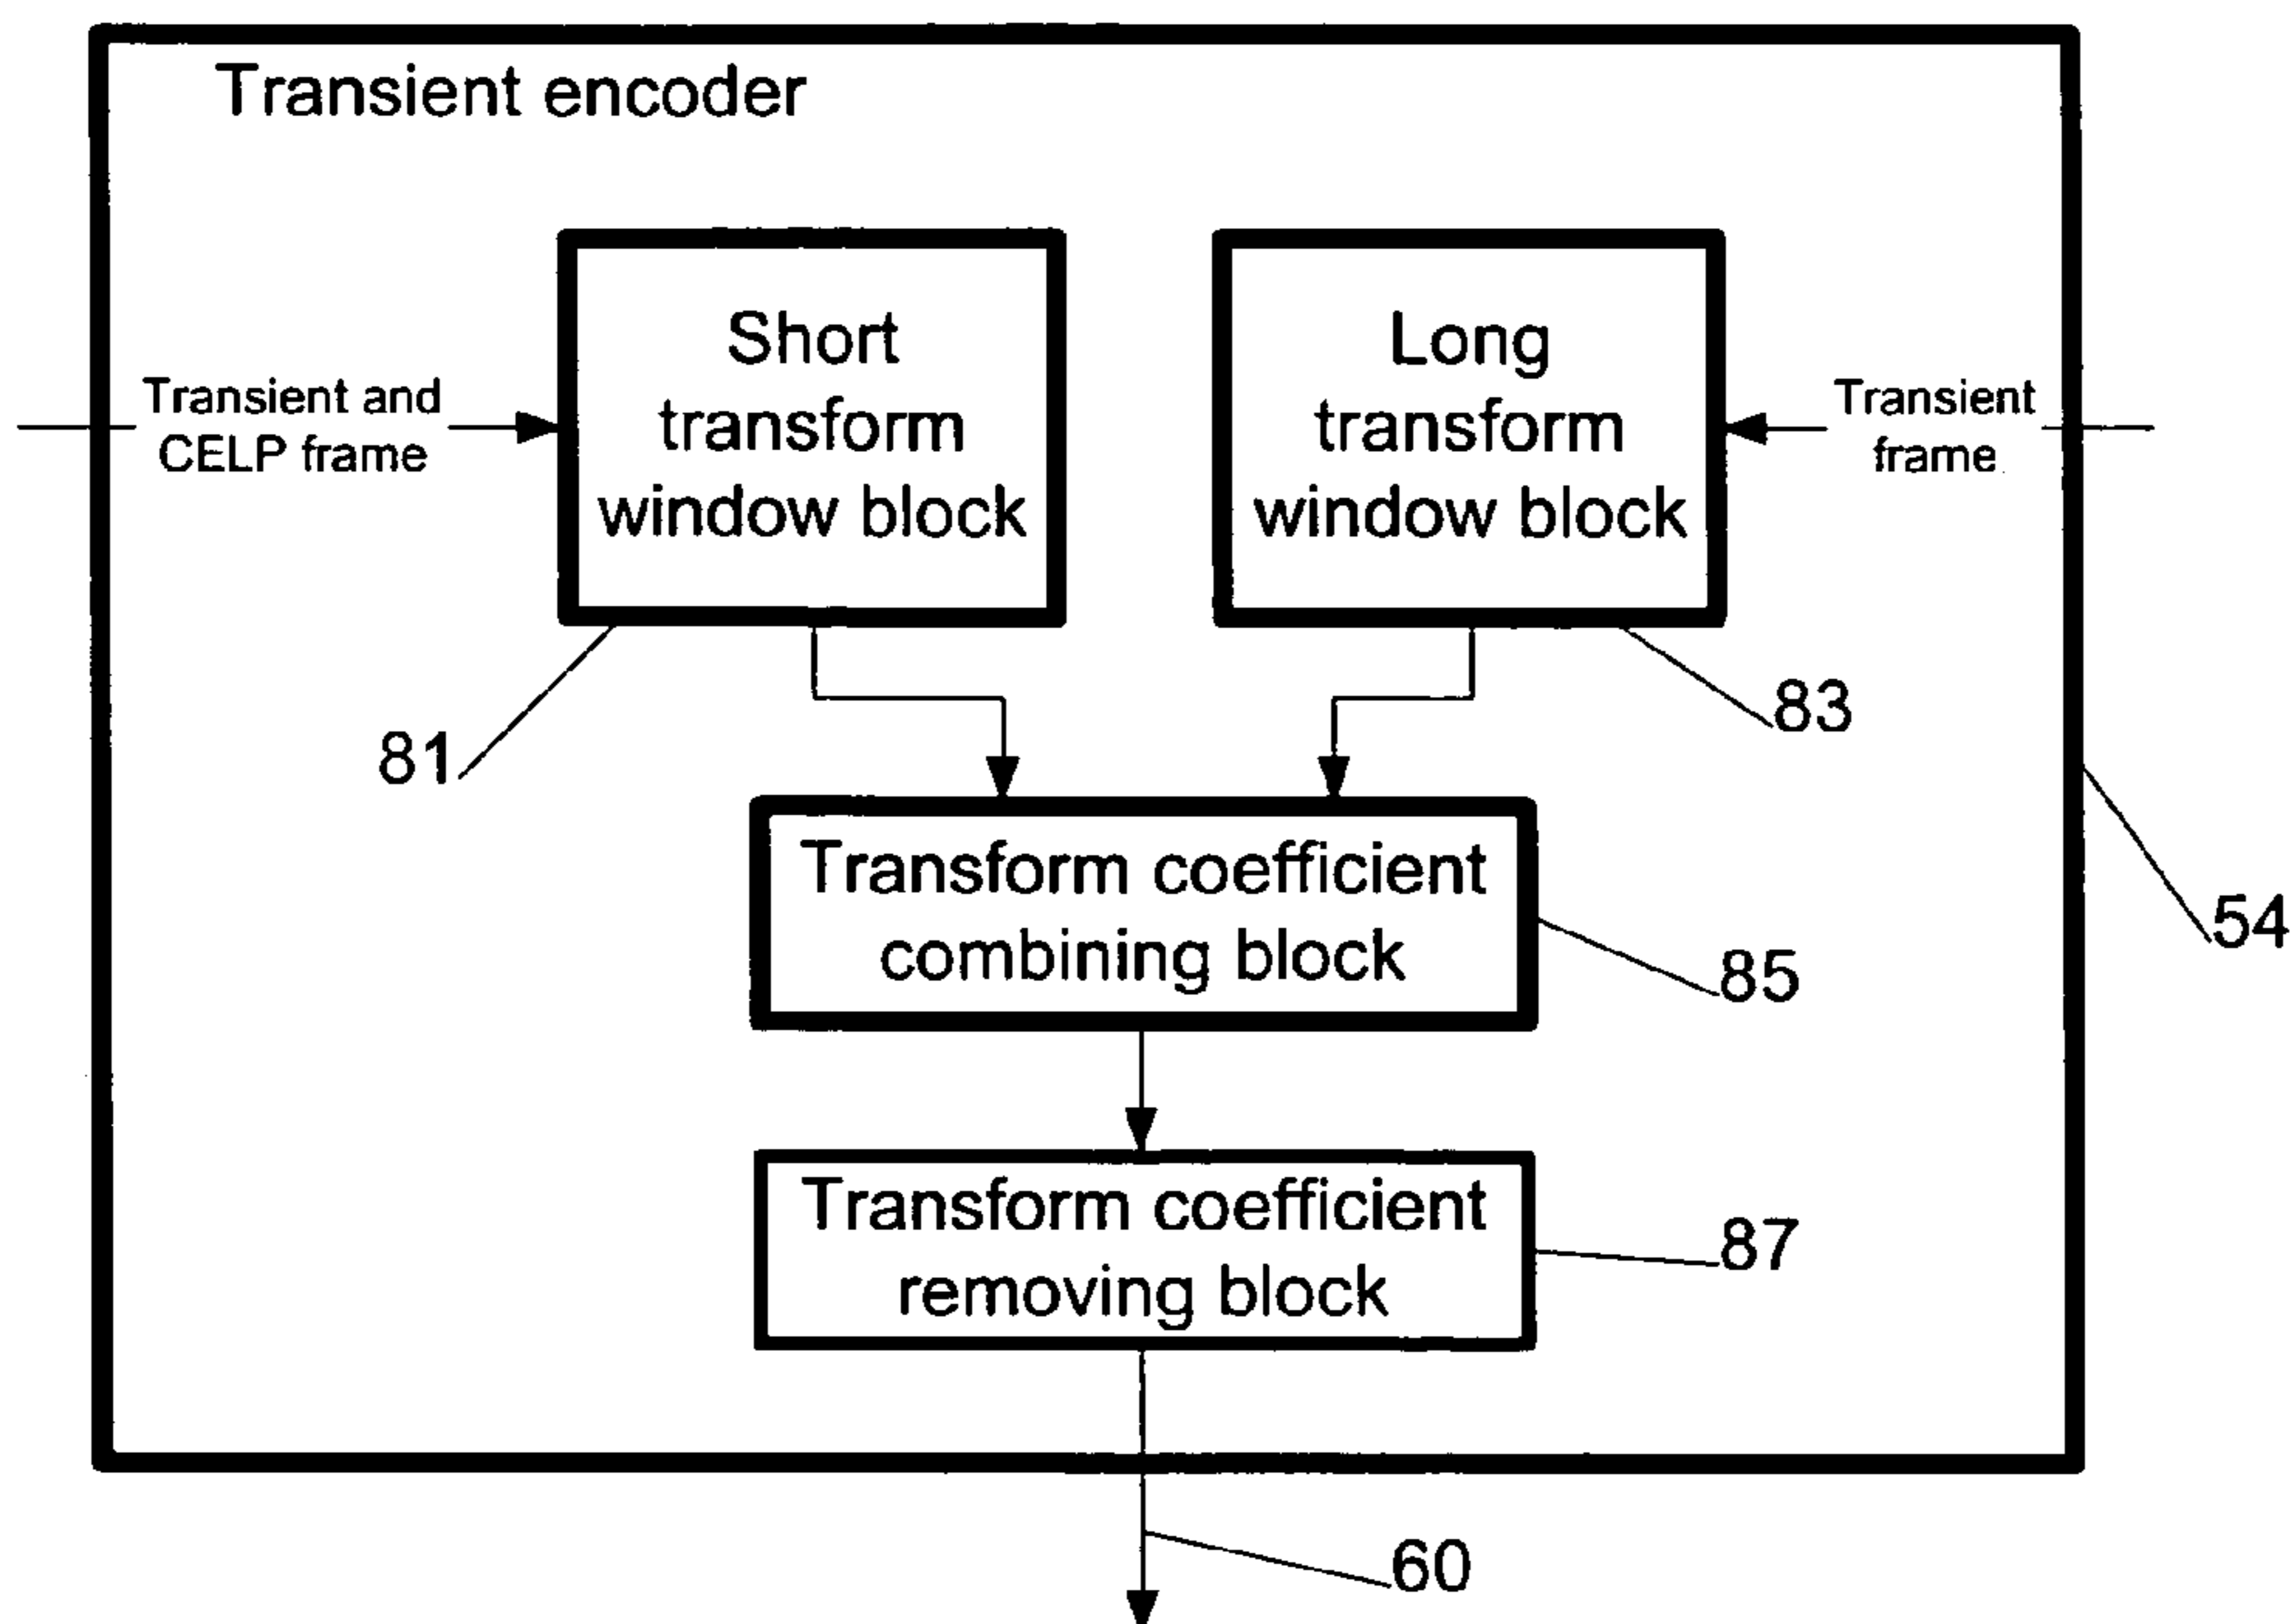 Transient encoder
Short
transform
window block
Long
transform
window block
Transient and
CELP frame
Transient
frame
81
83
Transform coefficient
combining block
85
54
Transform coefficient
removing block
87
60